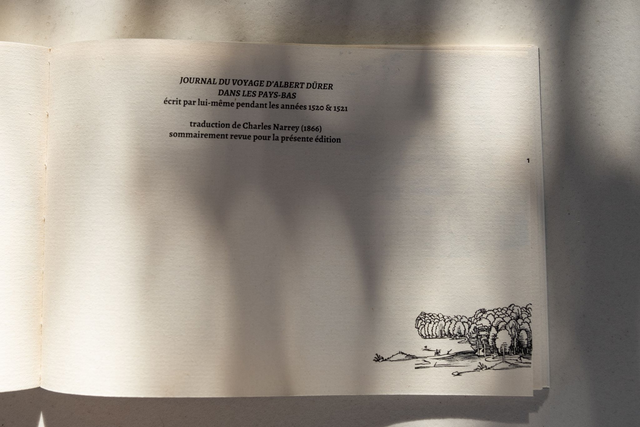 JOURNAL DU VOYAGE D'ALBERT DÜRER
DANS LES PAYS-BAS
écrit par lui-même pendant les années 1520 & 1521
traduction de Charles Narrey (1866)
sommairement revue pour la présente édition
1